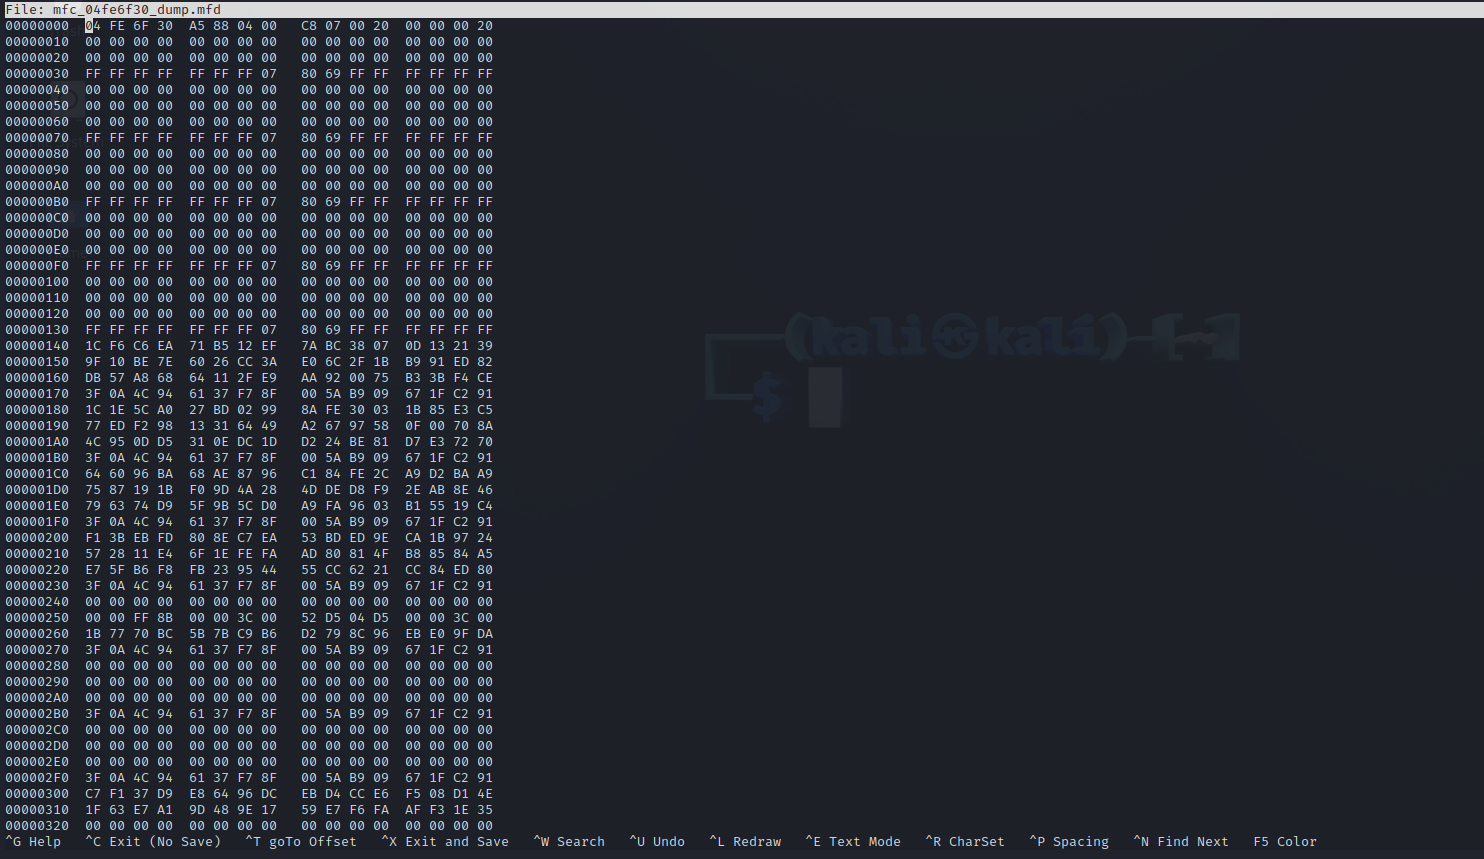 File: mfc_04fe6f30_dump.mfd
00000000 04 FE 6F 30 A5 88 04 00 C8 07 00 20 00 00 00 20
00000010 00 00 00 00 00 00 00 00 00 00 00 00 00 00 00 00
00000020 00 00 00 00 00 00 00 00 00 00 00 00 00 00 00 00
00000030 FF FF FF FF FF FF FF 07 80 69 FF FF FF FF FF FF
00000040 00 00 00 00 00 00 00 00 00 00 00 00 00 00 00 00
00000050 00 00 00 00 00 00 00 00 00 00 00 00 00 00 00 00
00000060 00 00 00 00 00 00 00 00 00 00 00 00 00 00 00 00
00000070 FF FF FF FF FF FF FF 07 80 69 FF FF FF FF FF FF
00000080 00 00 00 00 00 00 00 00 00 00 00 00 00 00 00 00
00000090 00 00 00 00 00 00 00 00 00 00 00 00 00 00 00 00
000000A0 00 00 00 00 00 00 00 00 00 00 00 00 00 00 00 00
000000B0 FF FF FF FF FF FF FF 07 80 69 FF FF FF FF FF FF
000000C0 00 00 00 00 00 00 00 00 00 00 00 00 00 00 00 00
000000D0 00 00 00 00 00 00 00 00 00 00 00 00 00 00 00 00
000000E0 00 00 00 00 00 00 00 00 00 00 00 00 00 00 00 00
000000F0 FF FF FF FF FF FF FF 07 80 69 FF FF FF FF FF FF
00000100 00 00 00 00 00 00 00 00 00 00 00 00 00 00 00 00
00000110 00 00 00 00 00 00 00 00 00 00 00 00 00 00 00 00
00000120 00 00 00 00 00 00 00 00 00 00 00 00 00 00 00 00
00000130 FF FF FF FF FF FF FF 07 80 69 FF FF FF FF FF FF
00000140 1C F6 C6 EA 71 B5 12 EF 7A BC 38 07 0D 13 21 39
00000150 9F 10 BE 7E 60 26 CC 3A E0 6C 2F 1B B9 91 ED 82
00000160 DB 57 A8 68 64 11 2F E9 AA 92 00 75 B3 3B F4 CE
00000170 3F 0A 4C 94 61 37 F7 8F 00 5A B9 09 67 1F C2 91
00000180 1C 1E 5C A0 27 BD 02 99 8A FE 30 03 1B 85 E3 C5
00000190 77 ED F2 98 13 31 64 49 A2 67 97 58 0F 00 70 8A
000001A0 4C 95 0D D5 31 0E DC 1D D2 24 BE 81 D7 E3 72 70
000001B0 3F 0A 4C 94 61 37 F7 8F 00 5A B9 09 67 1F C2 91
000001C0 64 60 96 BA 68 AE 87 96 C1 84 FE 2C A9 D2 BA A9
000001D0 75 87 19 1B F0 9D 4A 28 4D DE D8 F9 2E AB 8E 46
000001E0 79 63 74 D9 5F 9B 5C D0 A9 FA 96 03 B1 55 19 C4
000001F0 3F 0A 4C 94 61 37 F7 8F 00 5A B9 09 67 1F C2 91
00000200 F1 3B EB FD 80 8E C7 EA 53 BD ED 9E CA 1B 97 24
00000210 57 28 11 E4 6F 1E FE FA AD 80 81 4F B8 85 84 A5
00000220 E7 5F B6 F8 FB 23 95 44 55 CC 62 21 CC 84 ED 80
00000230 3F 0A 4C 94 61 37 F7 8F 00 5A B9 09 67 1F C2 91
00000240 00 00 00 00 00 00 00 00 00 00 00 00 00 00 00 00
00000250 00 00 FF 8B 00 00 3C 00 52 D5 04 D5 00 00 3C 00
00000260 1B 77 70 BC 5B 7B C9 B6 D2 79 8C 96 EB E0 9F DA
00000270 3F 0A 4C 94 61 37 F7 8F 00 5A B9 09 67 1F C2 91
00000280 00 00 00 00 00 00 00 00 00 00 00 00 00 00 00 00
00000290 00 00 00 00 00 00 00 00 00 00 00 00 00 00 00 00
000002A0 00 00 00 00 00 00 00 00 00 00 00 00 00 00 00 00
000002B0 3F 0A 4C 94 61 37 F7 8F 00 5A B9 09 67 1F C2 91
000002C0 00 00 00 00 00 00 00 00 00 00 00 00 00 00 00 00
000002D0 00 00 00 00 00 00 00 00 00 00 00 00 00 00 00 00
000002E0 00 00 00 00 00 00 00 00 00 00 00 00 00 00 00 00
000002F0 3F 0A 4C 94 61 37 F7 8F 00 5A B9 09 67 1F C2 91
00000300 C7 F1 37 D9 E8 64 96 DC EB D4 CC E6 F5 08 D1 4E
00000310 1F 63 E7 A1 9D 48 9E 17 59 E7 F6 FA AF F3 1E 35
00000320 00 00 00 00 00 00 00 00 00 00 00 00 00 00 00 00
(kali kali)-[~]
$
^G Help ^C Exit (No Save) ^T goTo Offset ^X Exit and Save ^W Search ^U Undo ^L Redraw ^E Text Mode ^R CharSet ^P Spacing ^N Find Next F5 Color